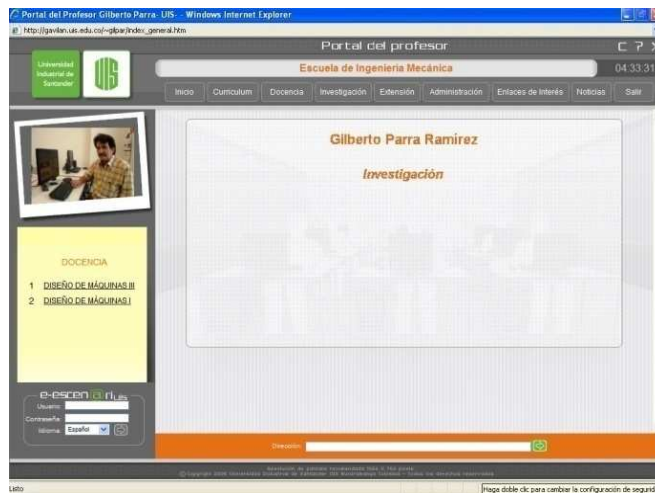 Portal del Profesor Gilberto Parra- UIS- - Windows Internet Explorer
http://gavilan.uis.edu.co/~gilpar/index_general.htm
Portal del profesor
C ? X
Universidad
Industrial de
Santander
UIS
Escuela de Ingeniería Mecánica
04:33:31
Inicio Curriculum Docencia Investigación Extensión Administración Enlaces de Interés Noticias Salir
Gilberto Parra Ramírez
Investigación
DOCENCIA
1 DISEÑO DE MÁQUINAS III
2 DISEÑO DE MÁQUINAS I
e-escenari
Usuario
Contraseña
Idioma Español
Dirección
Listo
Haga doble clic para cambiar la configuración de segurid